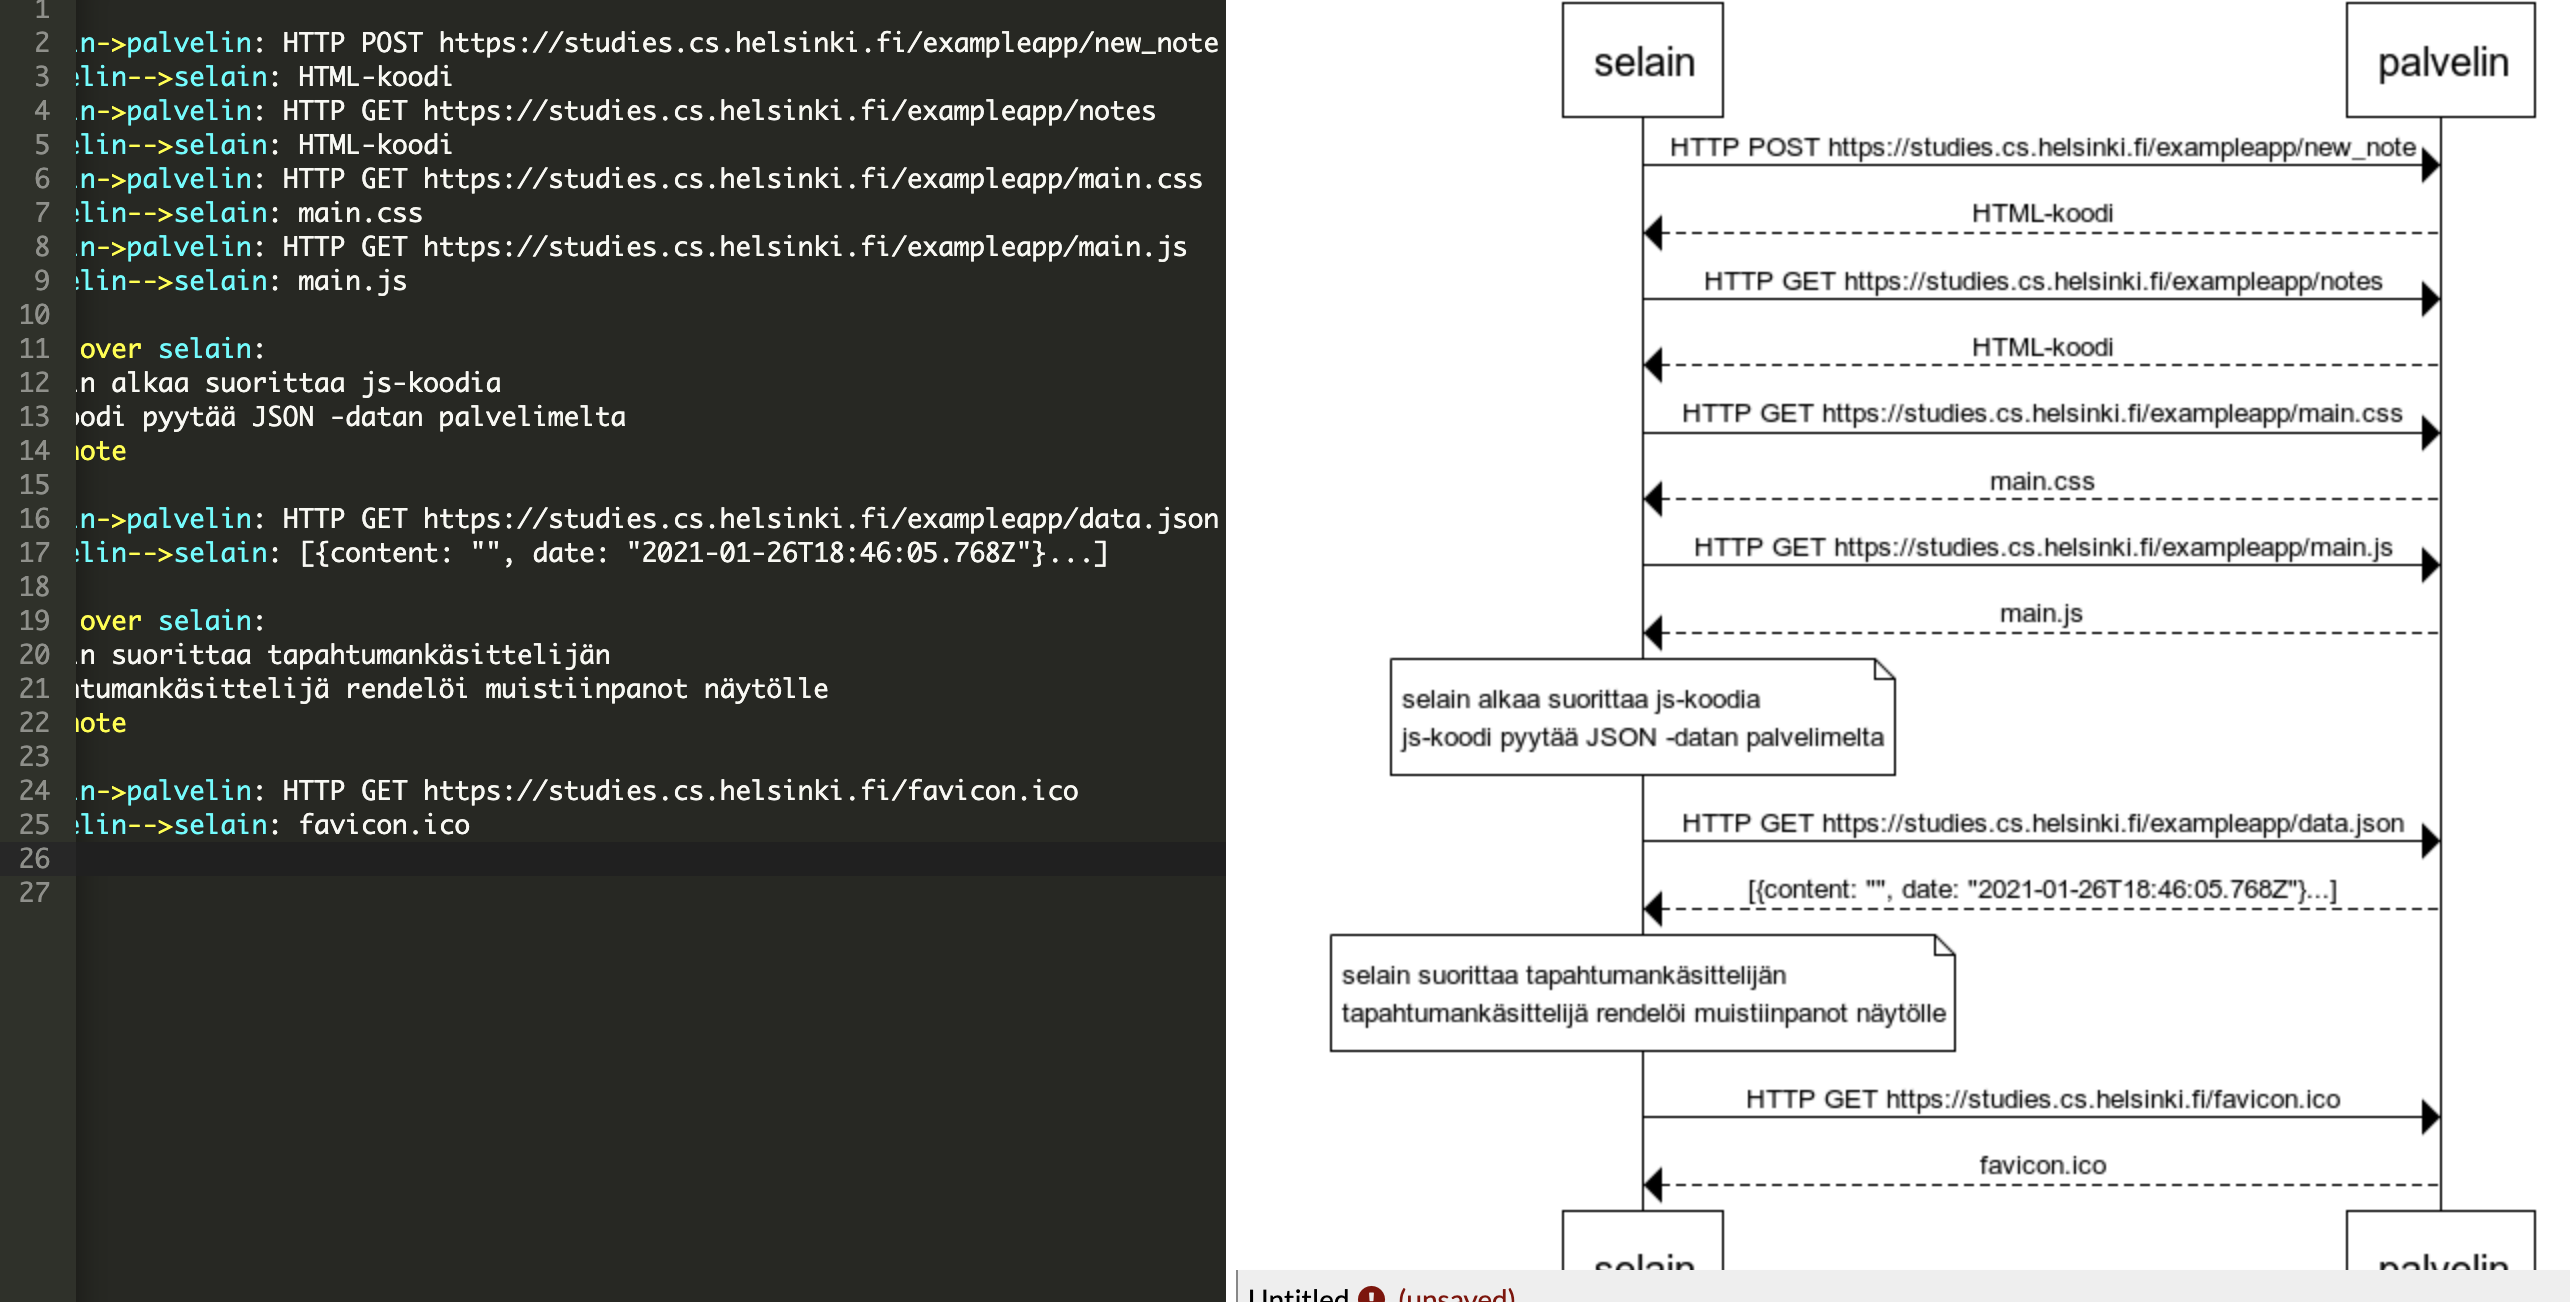 1
2 n->palvelin: HTTP POST https://studies.cs.helsinki.fi/exampleapp/new_note
3 elin-->selain: HTML-koodi
4 n->palvelin: HTTP GET https://studies.cs.helsinki.fi/exampleapp/notes
5 elin-->selain: HTML-koodi
6 n->palvelin: HTTP GET https://studies.cs.helsinki.fi/exampleapp/main.css
7 elin-->selain: main.css
8 n->palvelin: HTTP GET https://studies.cs.helsinki.fi/exampleapp/main.js
9 elin-->selain: main.js
10
11 over selain:
12 n alkaa suorittaa js-koodia
13 oodi pyytää JSON -datan palvelimelta
14 note
15
16 n->palvelin: HTTP GET https://studies.cs.helsinki.fi/exampleapp/data.json
17 elin-->selain: [{content: "", date: "2021-01-26T18:46:05.768Z"}...]
18
19 over selain:
20 n suorittaa tapahtumankäsittelijän
21 tumankäsittelijä rendelöi muistiinpanot näytölle
22 note
23
24 n->palvelin: HTTP GET https://studies.cs.helsinki.fi/favicon.ico
25 elin-->selain: favicon.ico
26
27
selain palvelin
HTTP POST https://studies.cs.helsinki.fi/exampleapp/new_note
HTML-koodi
HTTP GET https://studies.cs.helsinki.fi/exampleapp/notes
HTML-koodi
HTTP GET https://studies.cs.helsinki.fi/exampleapp/main.css
main.css
HTTP GET https://studies.cs.helsinki.fi/exampleapp/main.js
main.js
selain alkaa suorittaa js-koodia
js-koodi pyytää JSON -datan palvelimelta
HTTP GET https://studies.cs.helsinki.fi/exampleapp/data.json
[{content: "", date: "2021-01-26T18:46:05.768Z"}...]
selain suorittaa tapahtumankäsittelijän
tapahtumankäsittelijä rendelöi muistiinpanot näytölle
HTTP GET https://studies.cs.helsinki.fi/favicon.ico
favicon.ico
selain palvelin
Untitled ! (unsaved)